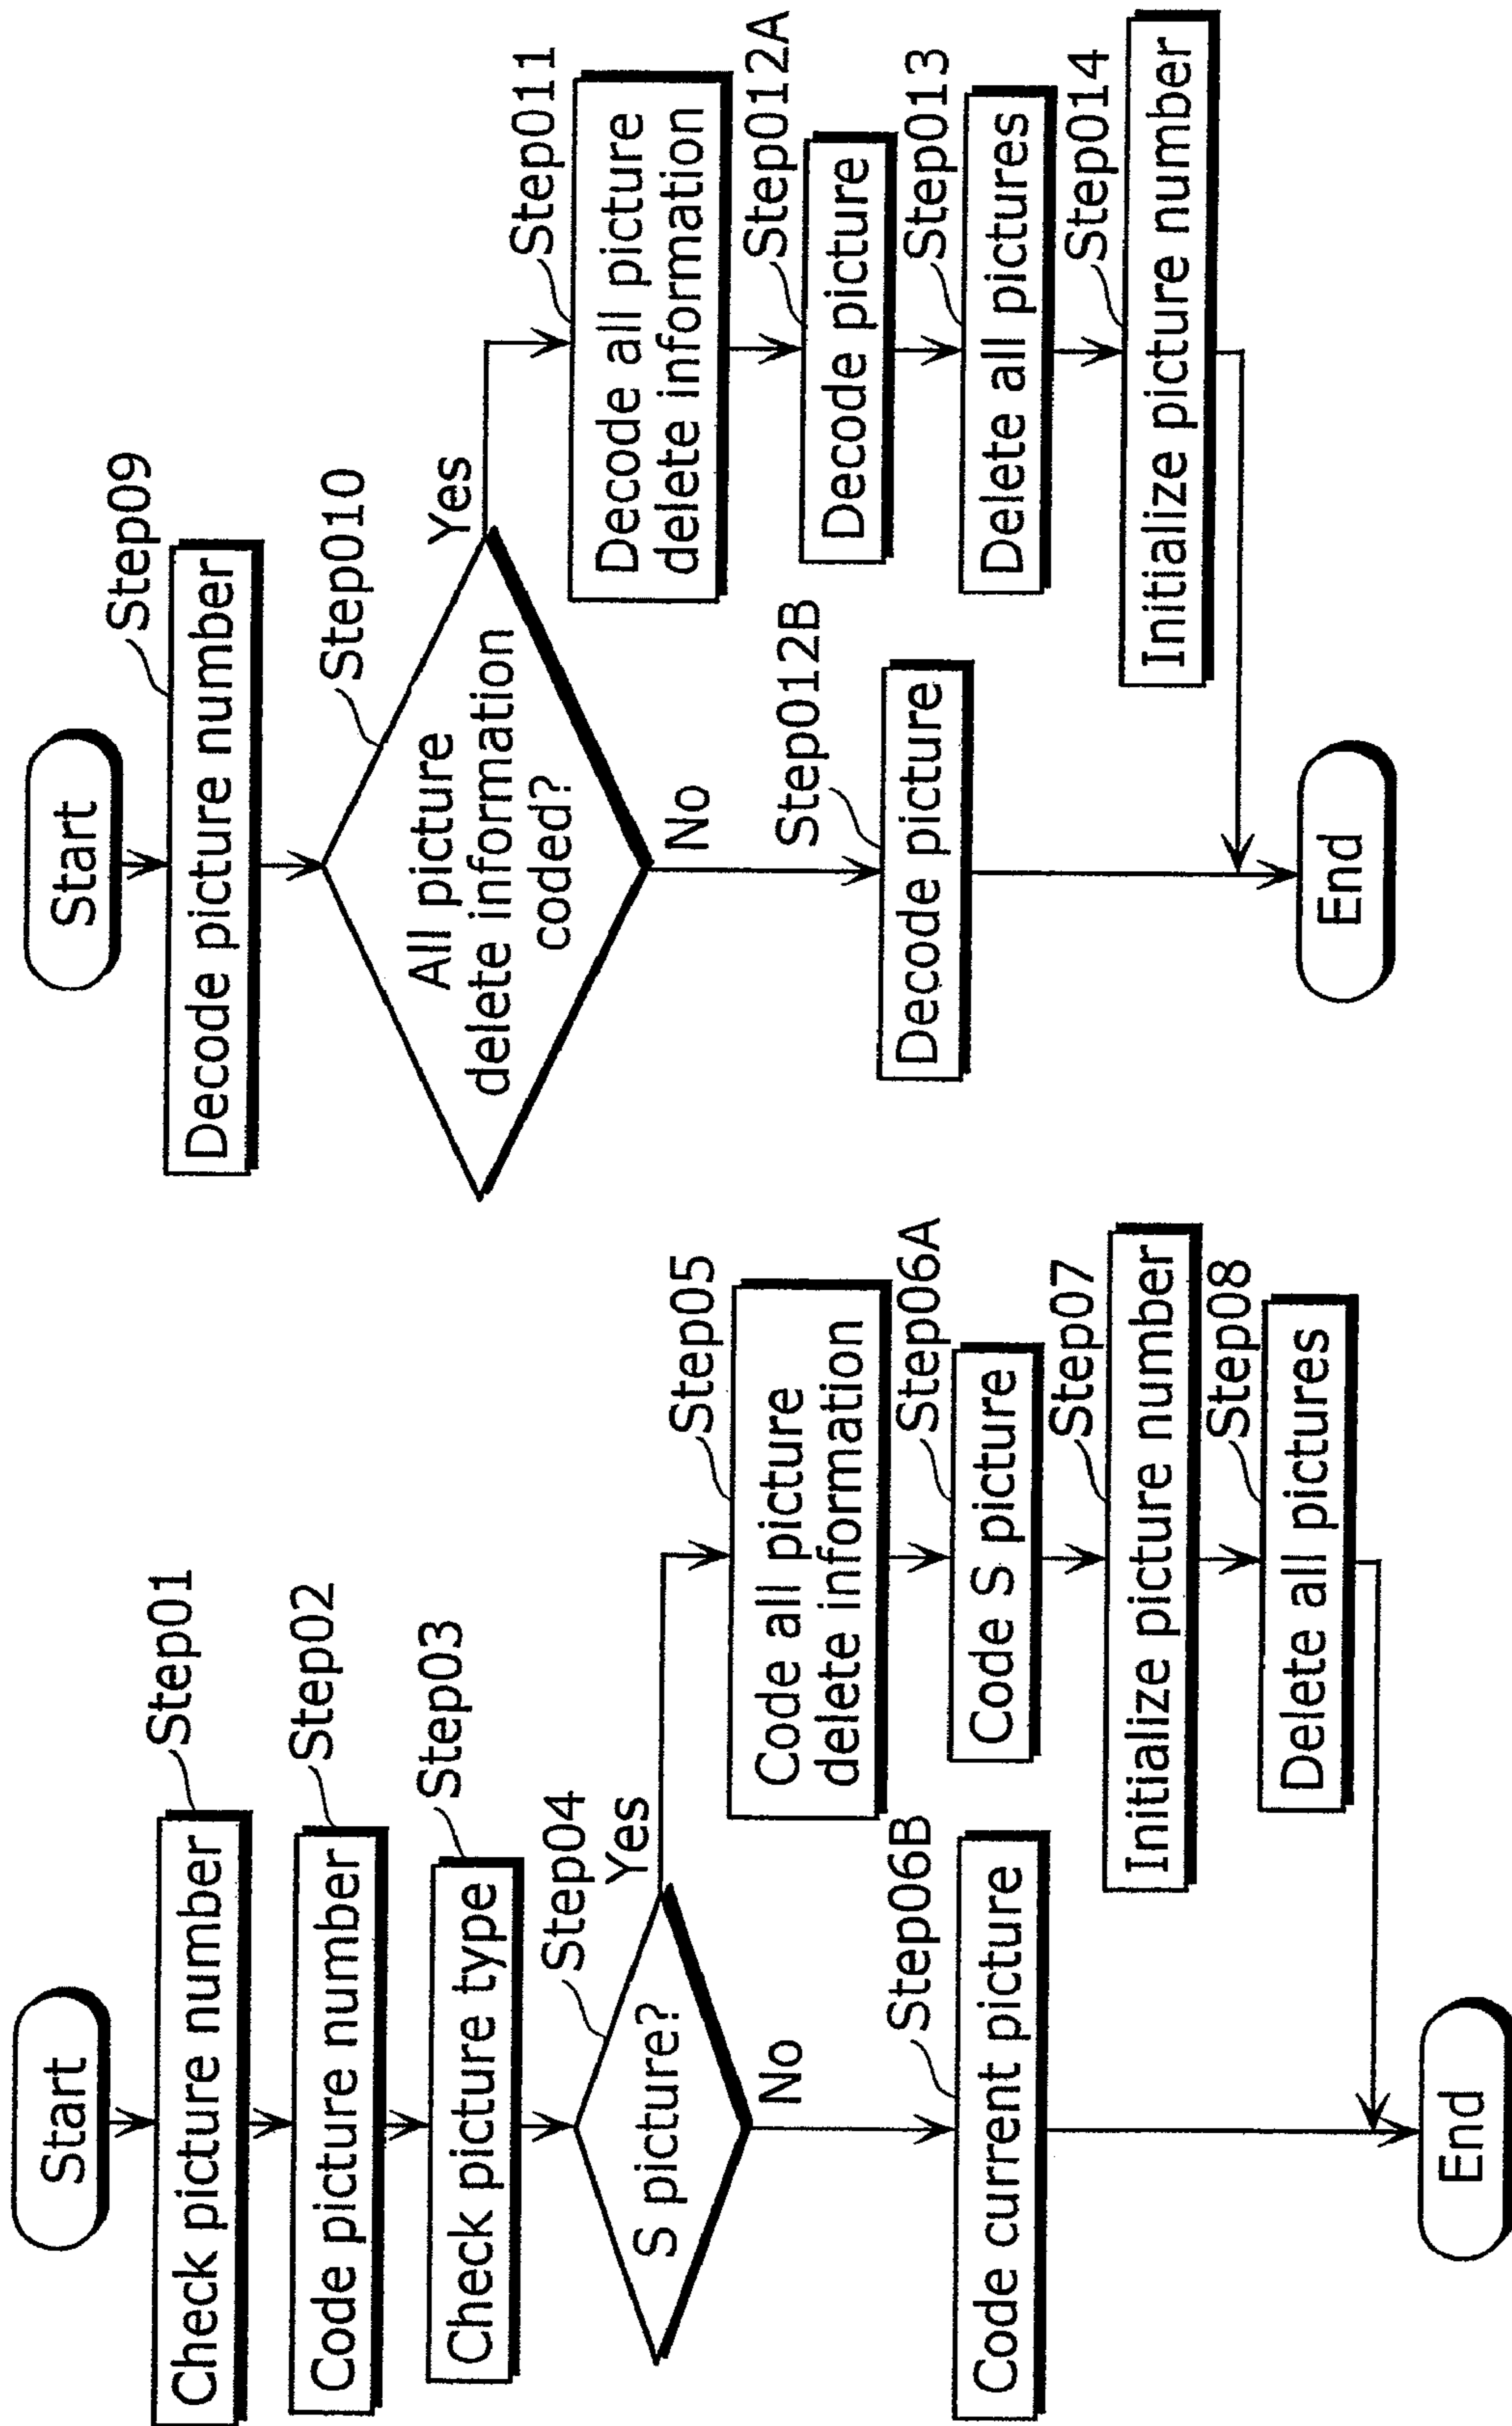 Start
Step01
Check picture number
Step02
Code picture number
Step03
Check picture type
Step04
S picture?
Yes
No
Step05
Code all picture
delete information
Step06A
Code S picture
Step06B
Code current picture
Step07
Initialize picture number
Step08
Delete all pictures
End
Start
Step09
Decode picture number
Step010
All picture
delete information
coded?
Yes
No
Step011
Decode all picture
delete information
Step012A
Decode picture
Step012B
Decode picture
Step013
Delete all pictures
Step014
Initialize picture number
End